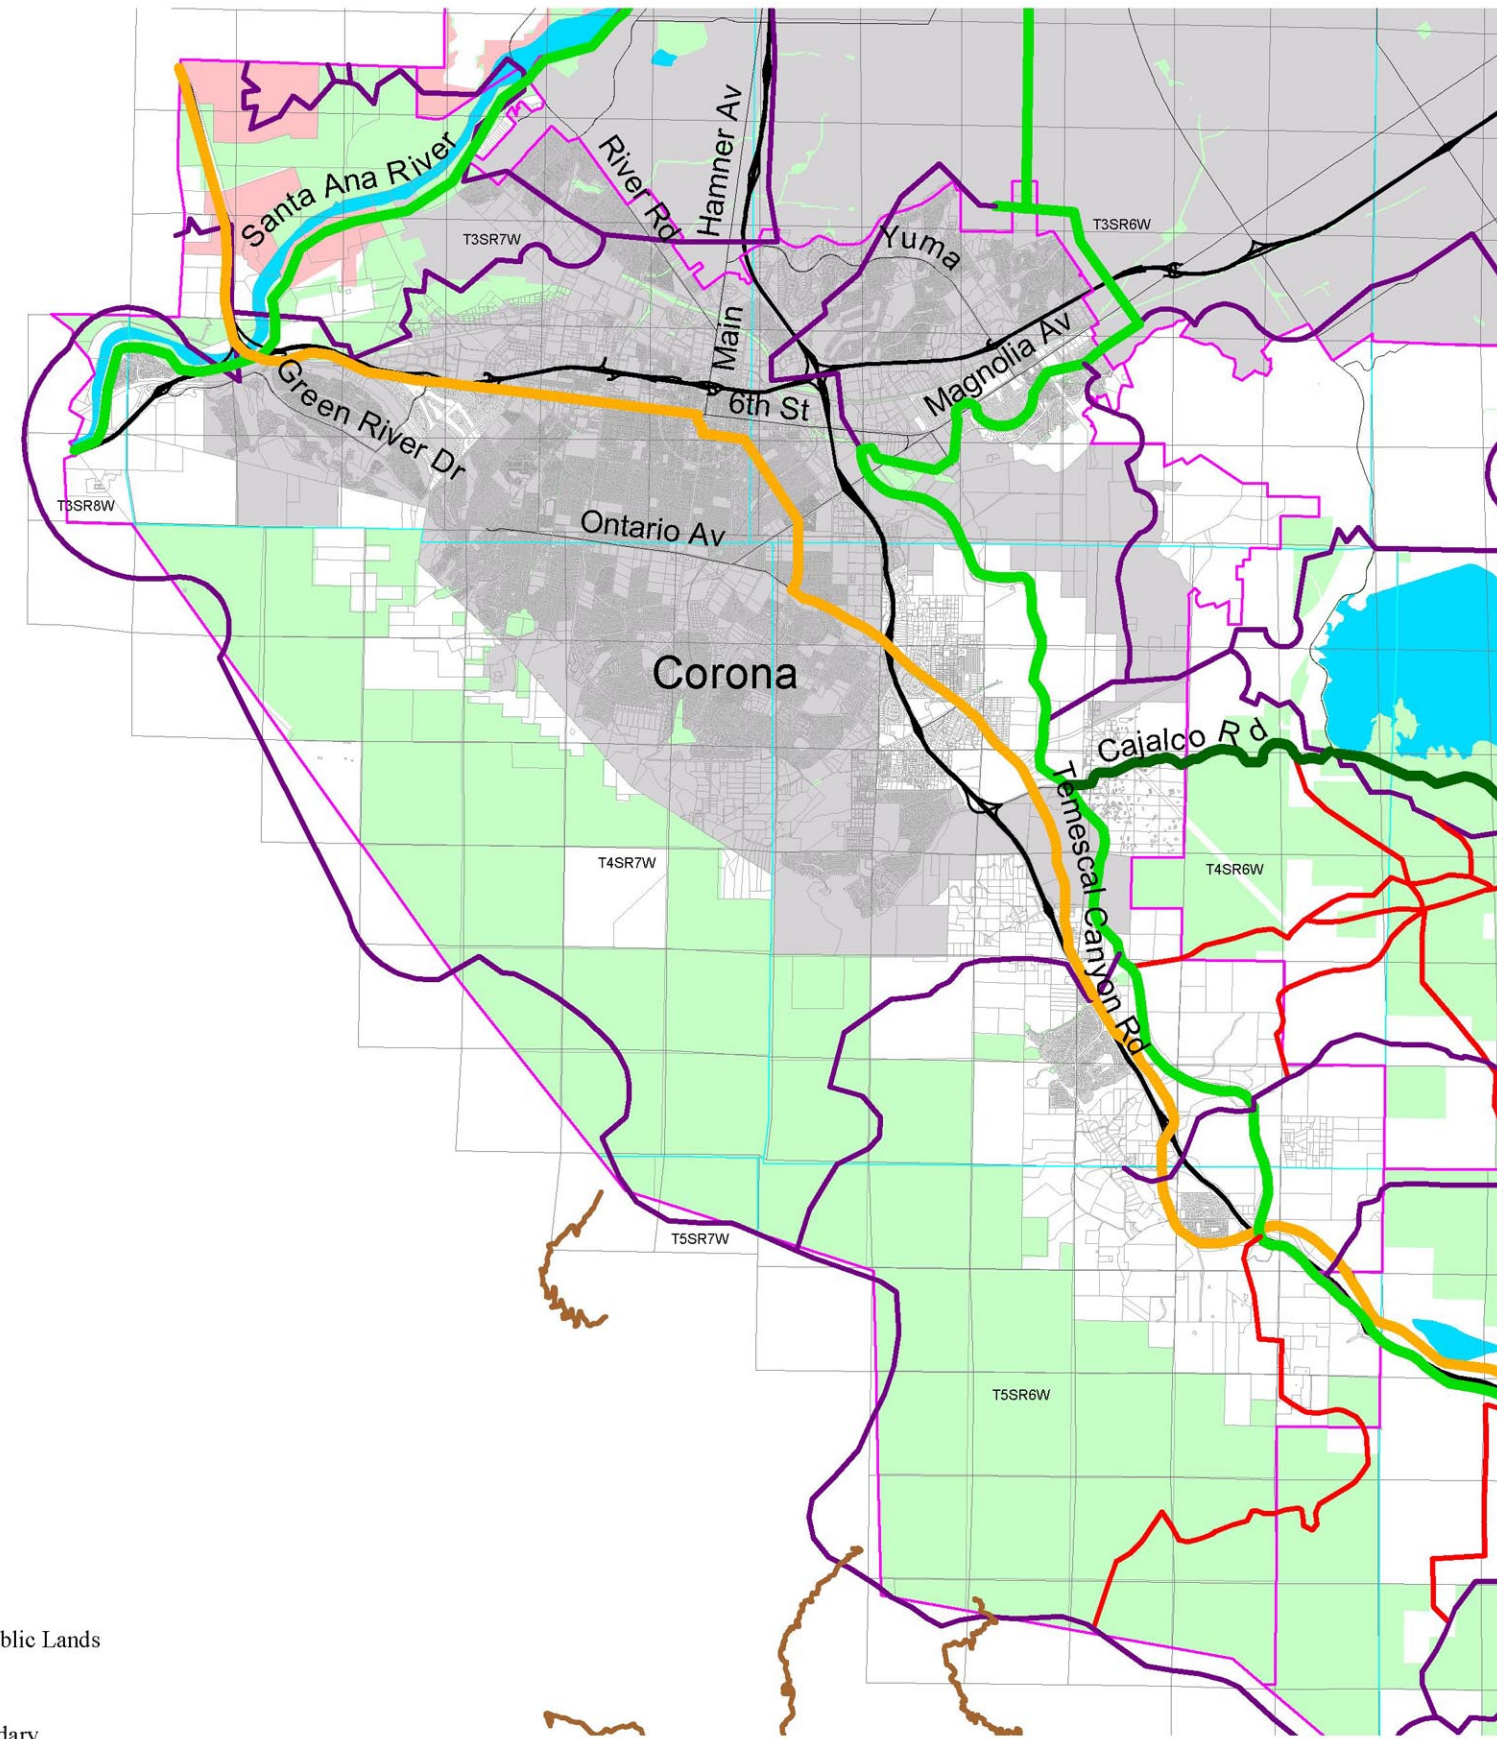 Hamner Av
River Rd
Santa Ana River
T3SR7W
Yuma
T3SR6W
Main
Magnolia Av
6th St
Green River Dr
T3SR8W
Ontario Av
Corona
Cajalco Rd
Temescal Canyon Rd
T4SR7W
T4SR6W
T5SR7W
T5SR6W
blic Lands
dary